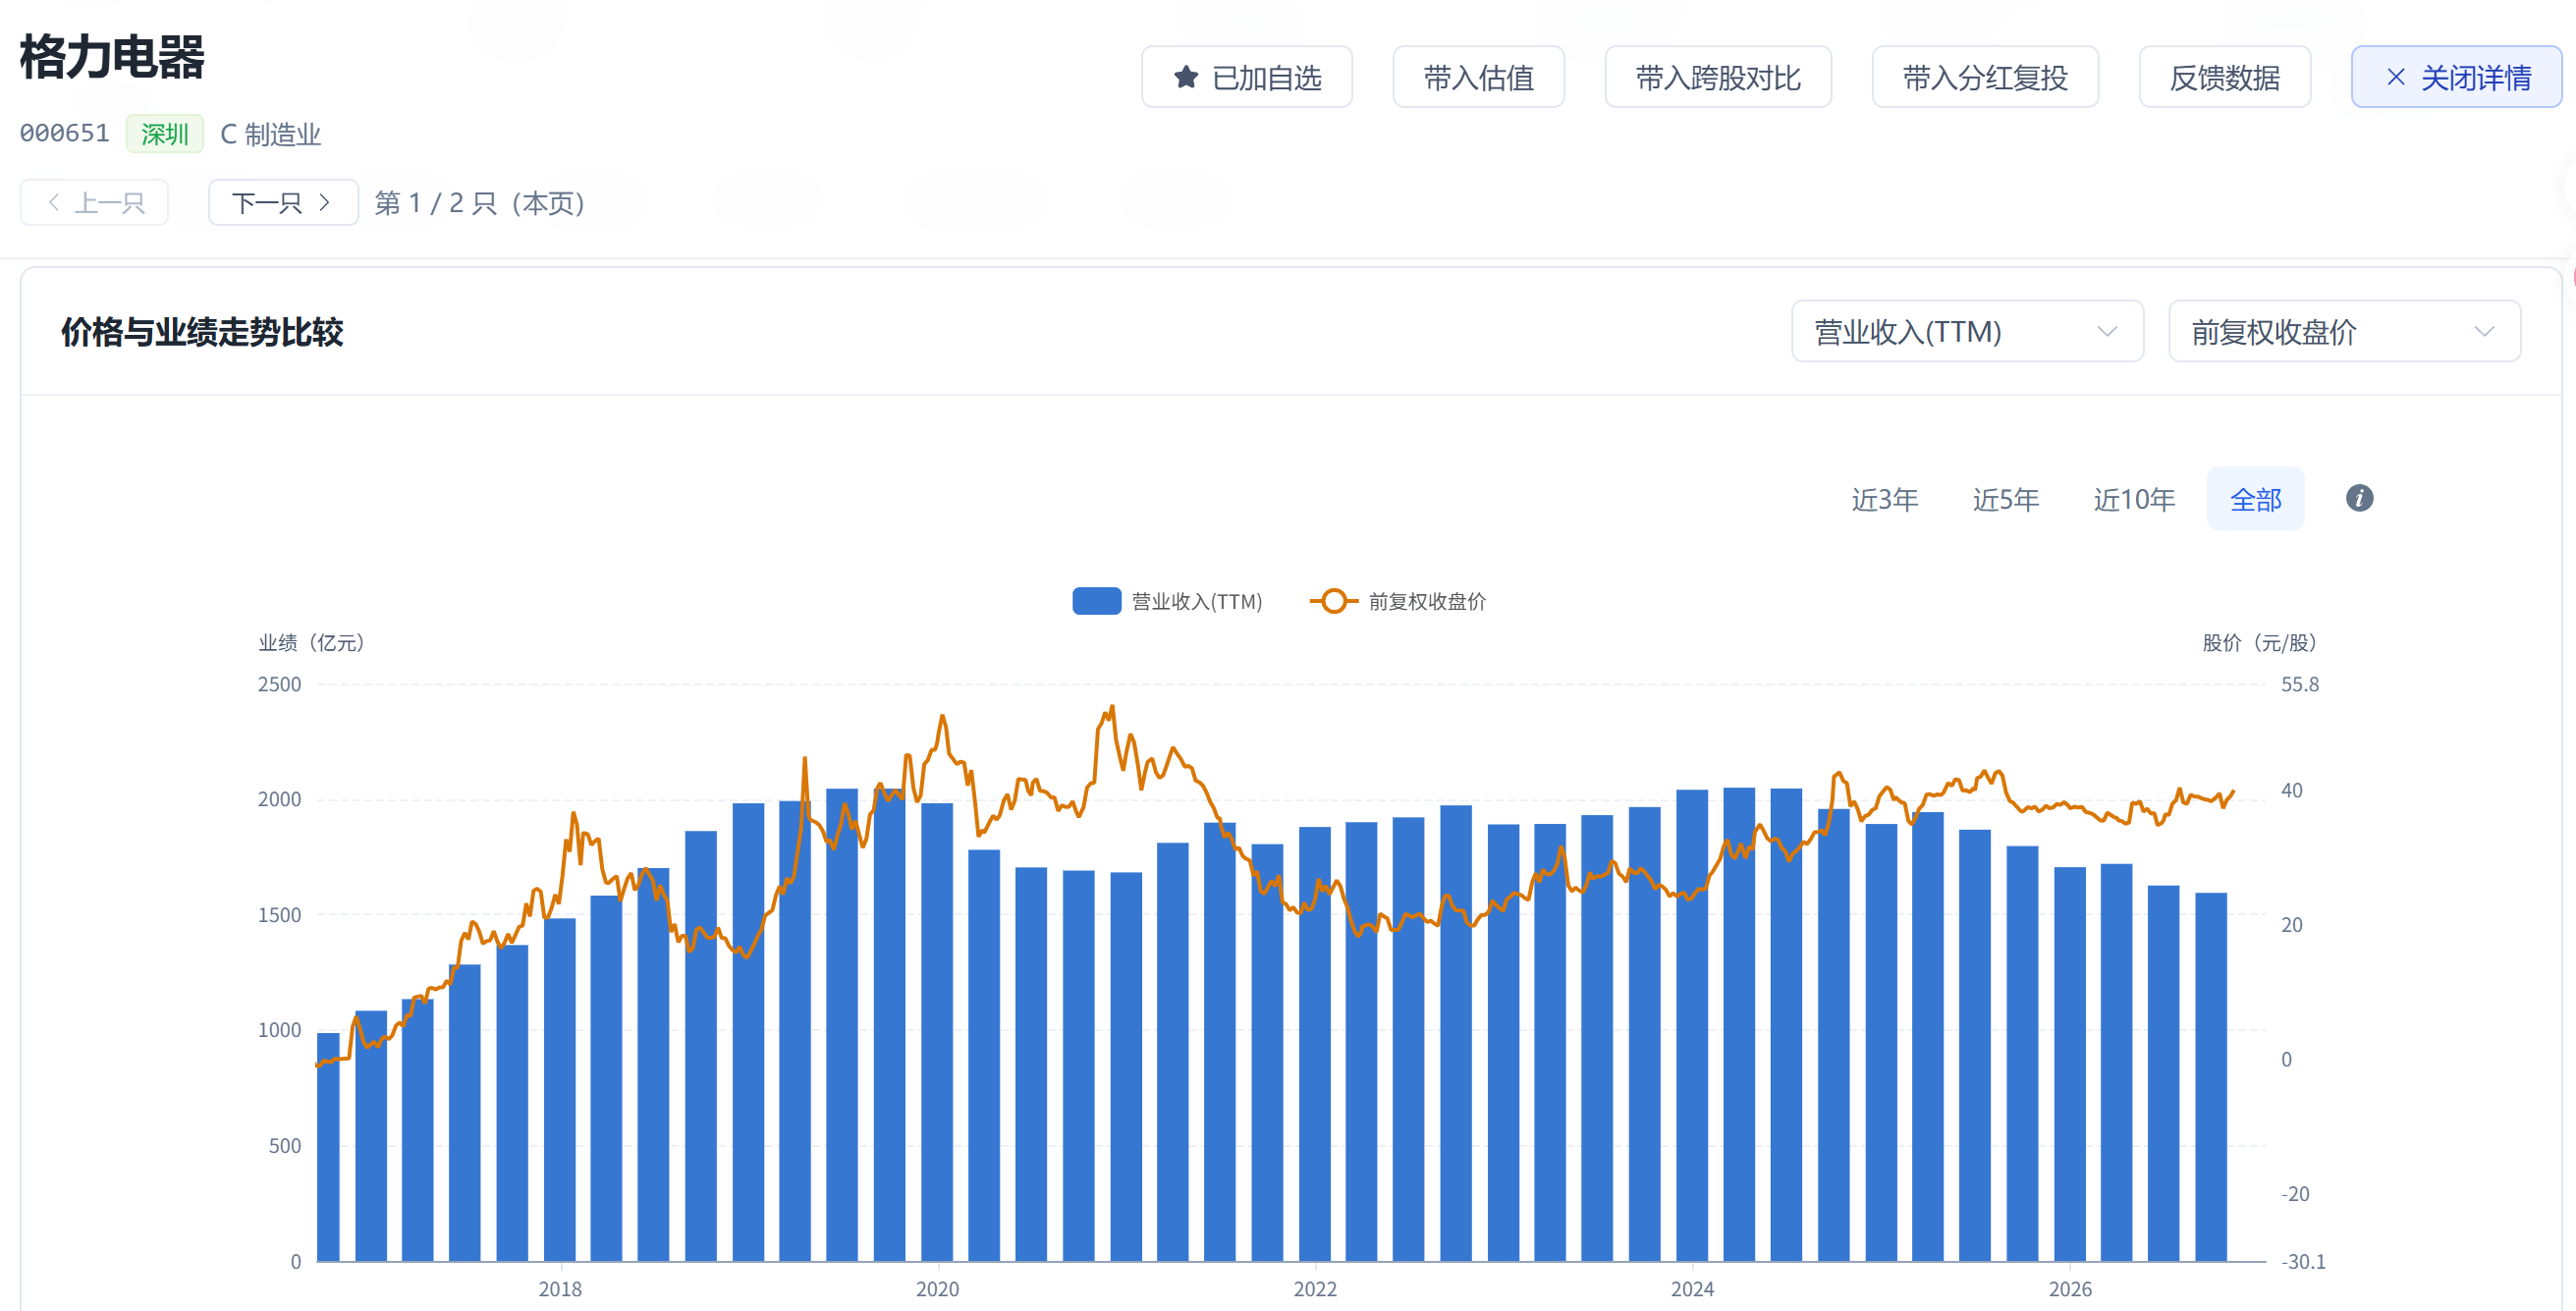 格力电器
已加自选 带入估值 带入跨股对比 带入分红复投 反馈数据 × 关闭详情
000651 深圳 C 制造业
< 上一只 下一只 > 第 1 / 2 只（本页）
价格与业绩走势比较 营业收入(TTM) 前复权收盘价
近3年 近5年 近10年 全部 i
营业收入(TTM) 前复权收盘价
业绩（亿元） 股价（元/股）
2500 55.8
2000 40
1500 20
1000 0
500 -20
0 -30.1
2018 2020 2022 2024 2026